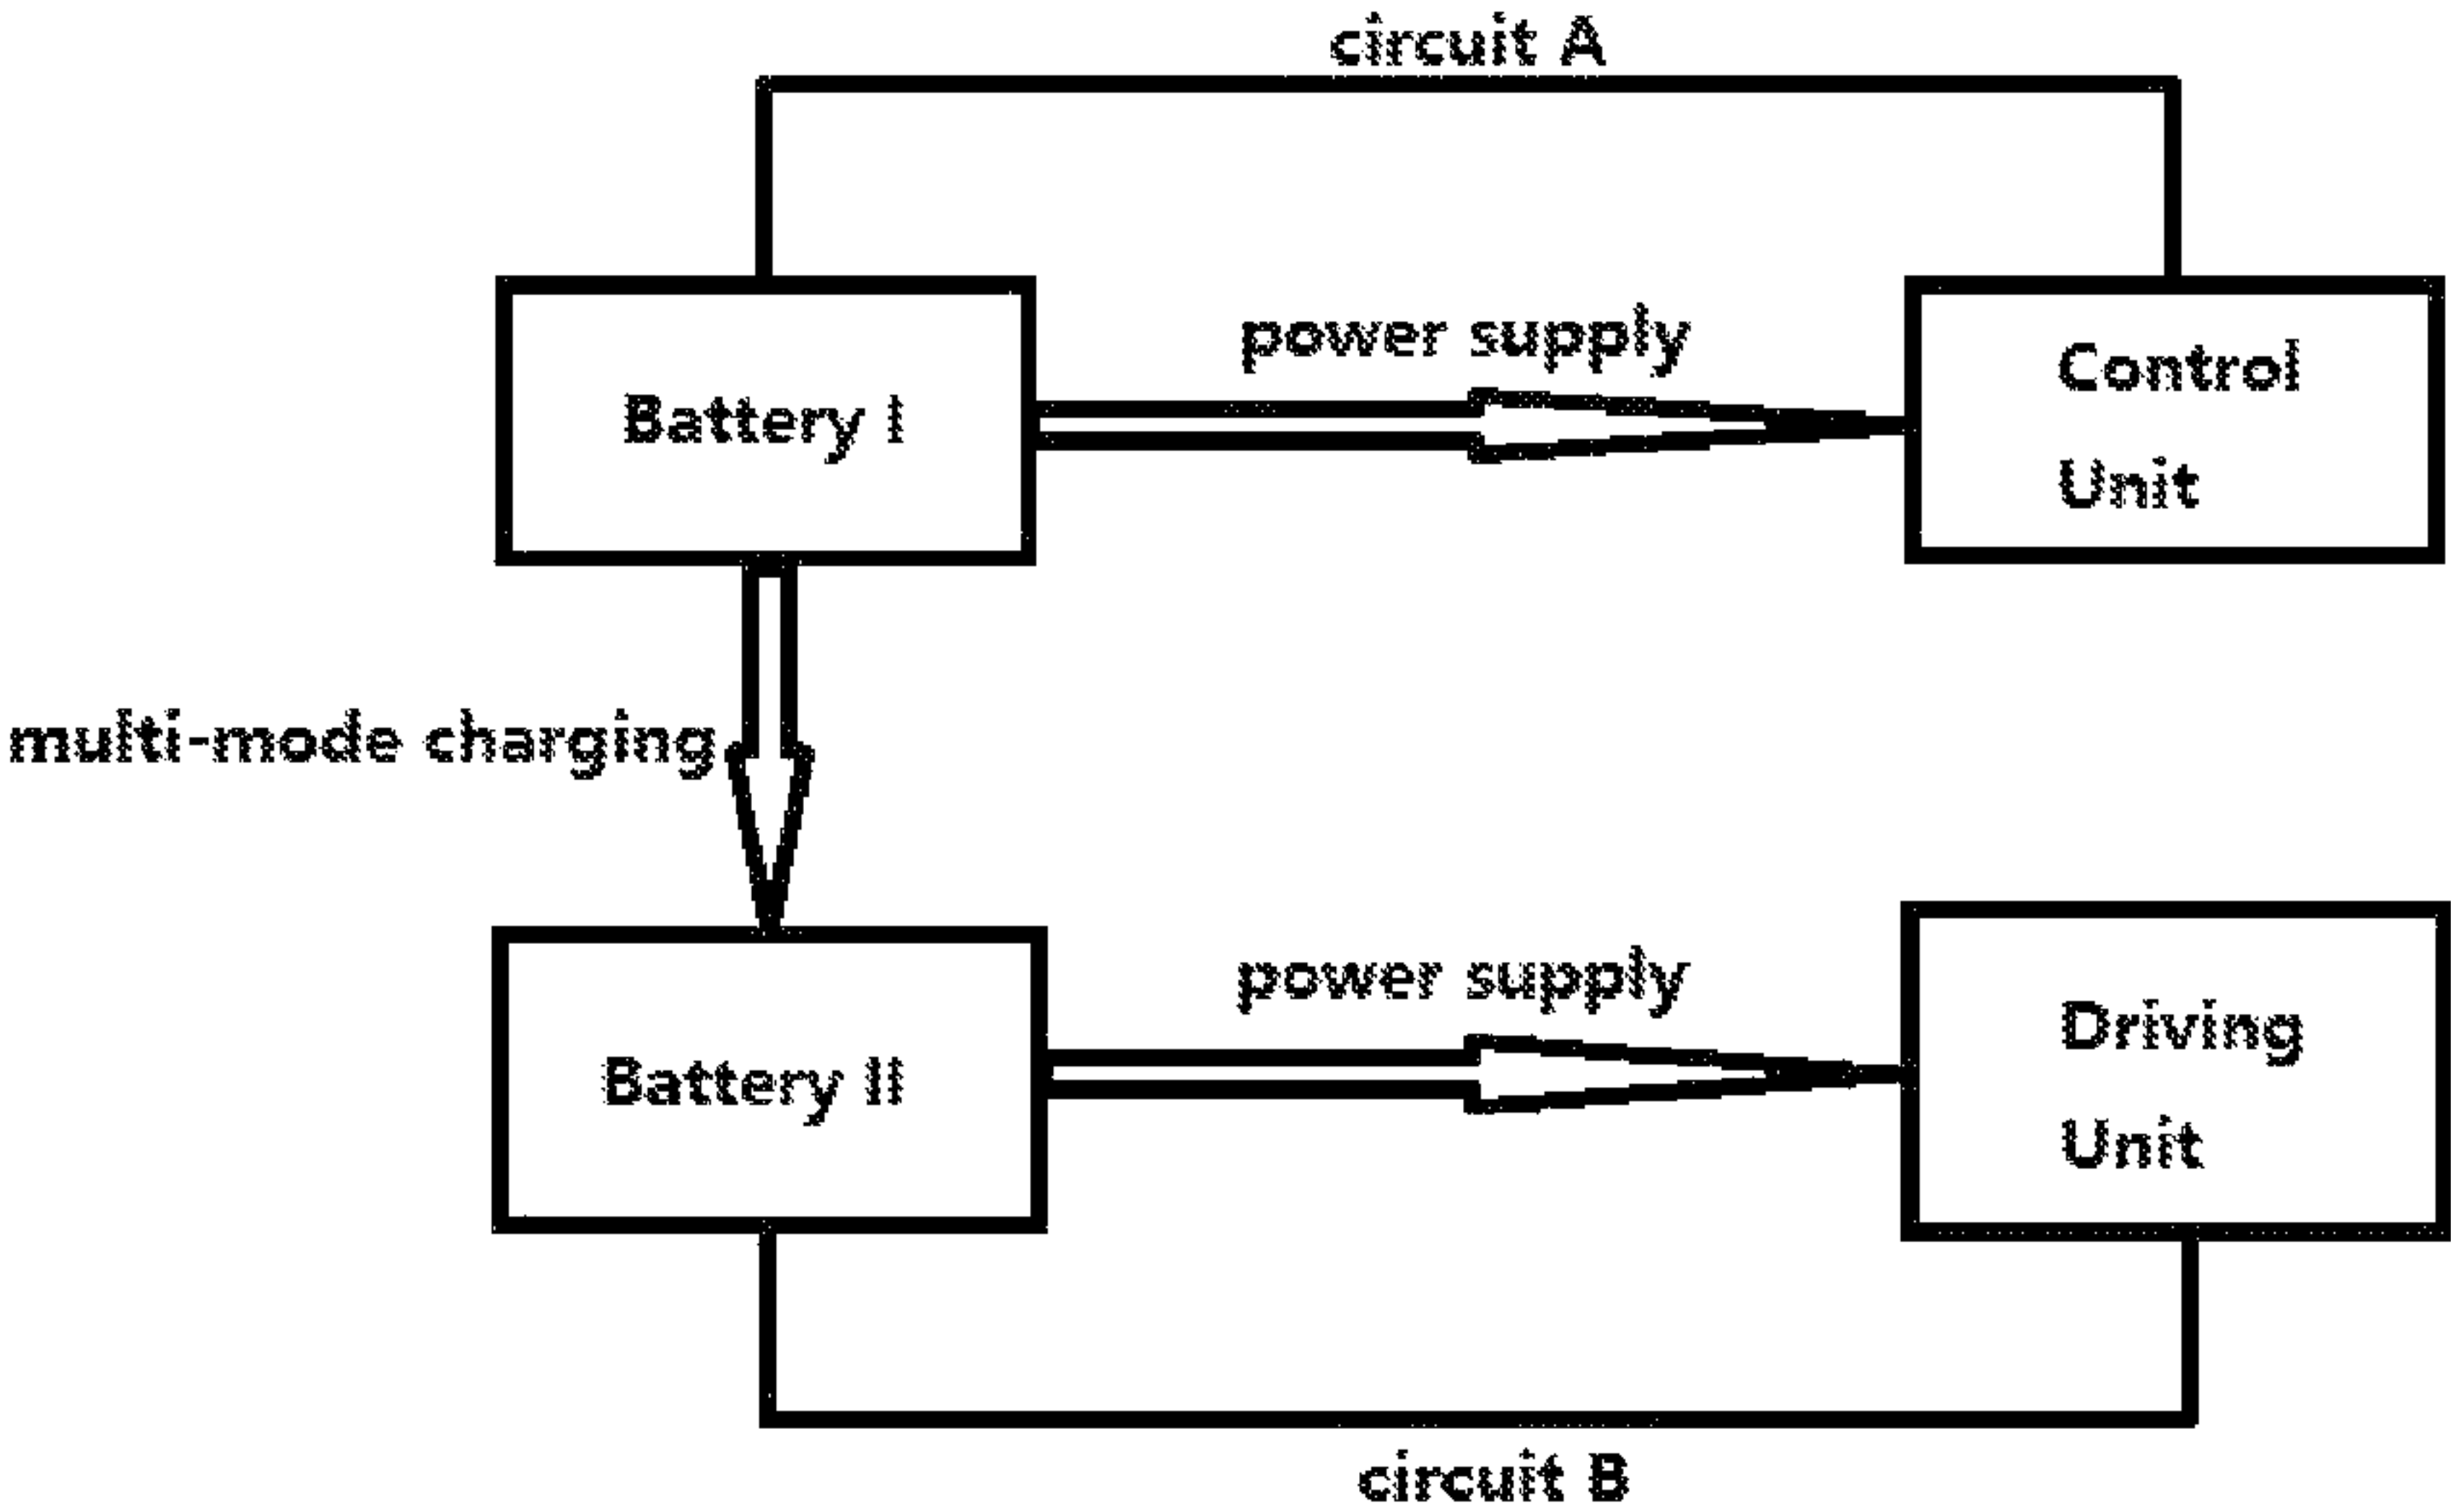 circuit A
power supply
Battery I
Control
Unit
multi-mode charging
power supply
Battery II
Driving
Unit
circuit B